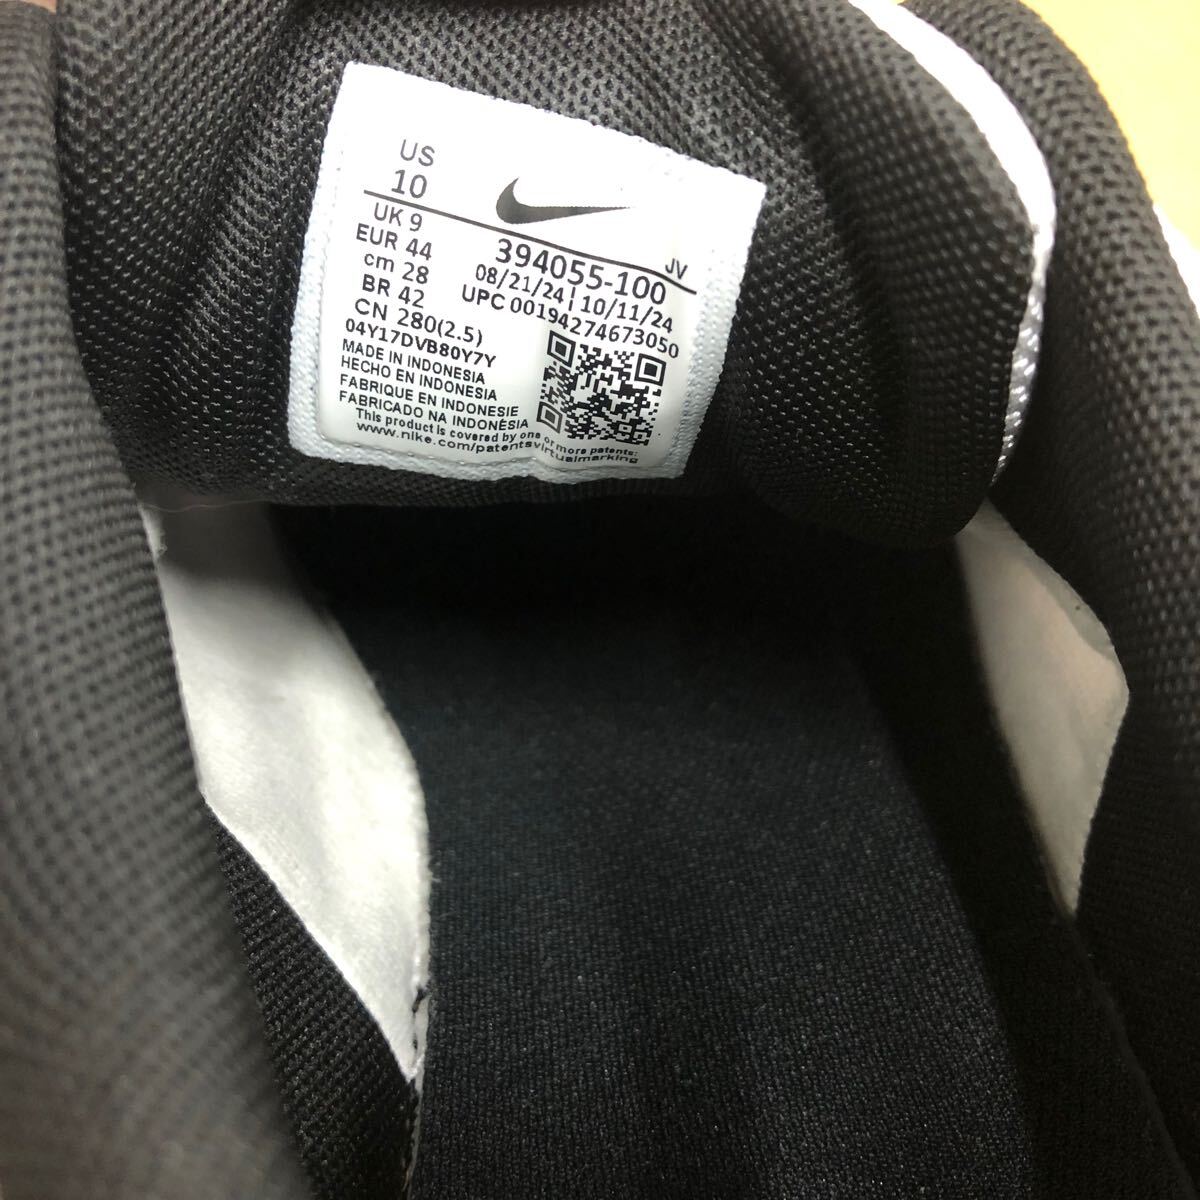 US
10
UK 9
EUR 44
cm 28
BR 42
CN 280(2.5)
04Y17DVB80Y7Y
JV
394055-100
08/21/24 | 10/11/24
UPC 00194274673050
MADE IN INDONESIA
HECHO EN INDONESIA
FABRIQUE EN INDONESIE
FABRICADO NA INDONÉSIA
This product is covered by one or more patents:
www.nike.com/patentsvirtualmarking